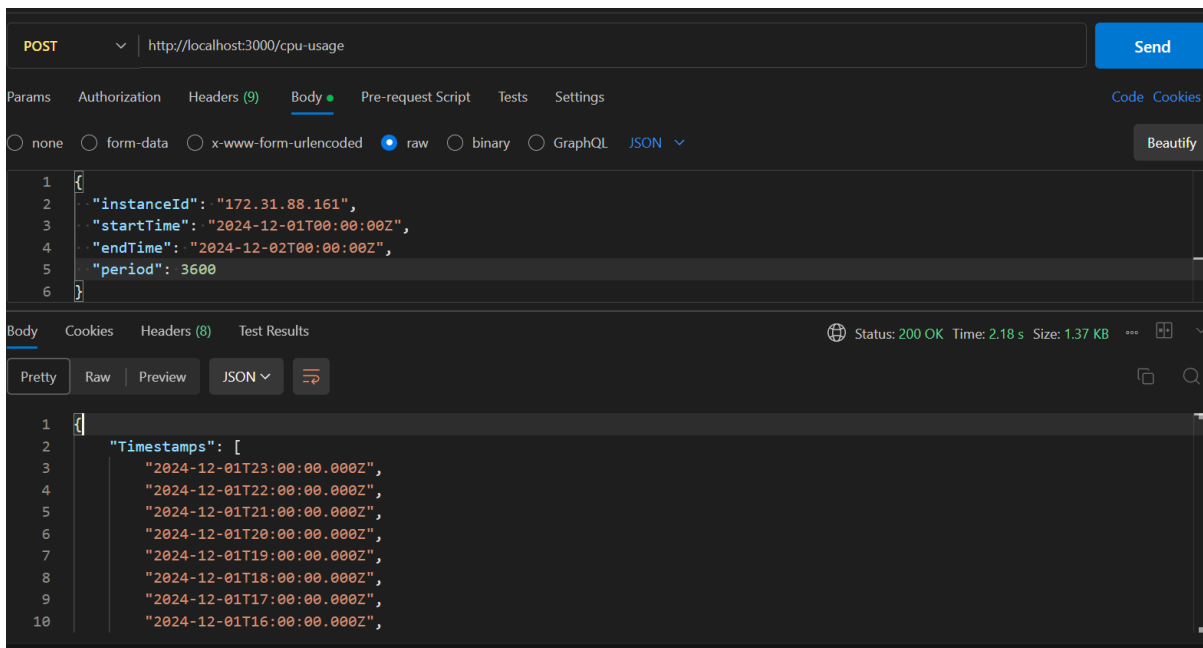 POST http://localhost:3000/cpu-usage Send
Params Authorization Headers (9) Body Pre-request Script Tests Settings Code Cookies
none form-data x-www-form-urlencoded raw binary GraphQL JSON Beautify
1 {
2 "instanceId": "172.31.88.161",
3 "startTime": "2024-12-01T00:00:00Z",
4 "endTime": "2024-12-02T00:00:00Z",
5 "period": 3600
6 }
Body Cookies Headers (8) Test Results Status: 200 OK Time: 2.18 s Size: 1.37 KB
Pretty Raw Preview JSON
1 {
2 "Timestamps": [
3 "2024-12-01T23:00:00.000Z",
4 "2024-12-01T22:00:00.000Z",
5 "2024-12-01T21:00:00.000Z",
6 "2024-12-01T20:00:00.000Z",
7 "2024-12-01T19:00:00.000Z",
8 "2024-12-01T18:00:00.000Z",
9 "2024-12-01T17:00:00.000Z",
10 "2024-12-01T16:00:00.000Z",